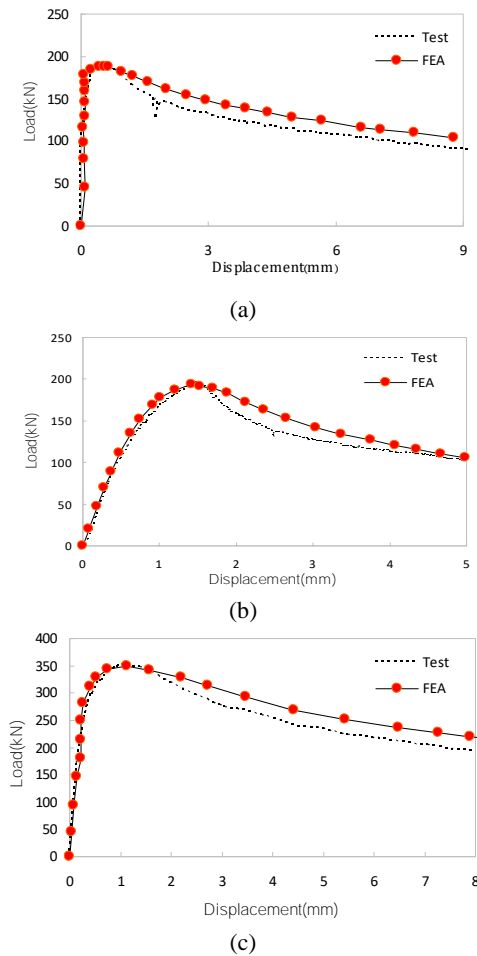 250
Test
200
FEA
150
Load(kN)
100
50
0
0 3 6 9
Displacement(mm)
(a)
250
Test
200
FEA
150
Load(kN)
100
50
0
0 1 2 3 4 5
Displacement(mm)
(b)
400
350
Test
300
FEA
250
Load(kN)
200
150
100
50
0
0 1 2 3 4 5 6 7 8
Displacement(mm)
(c)